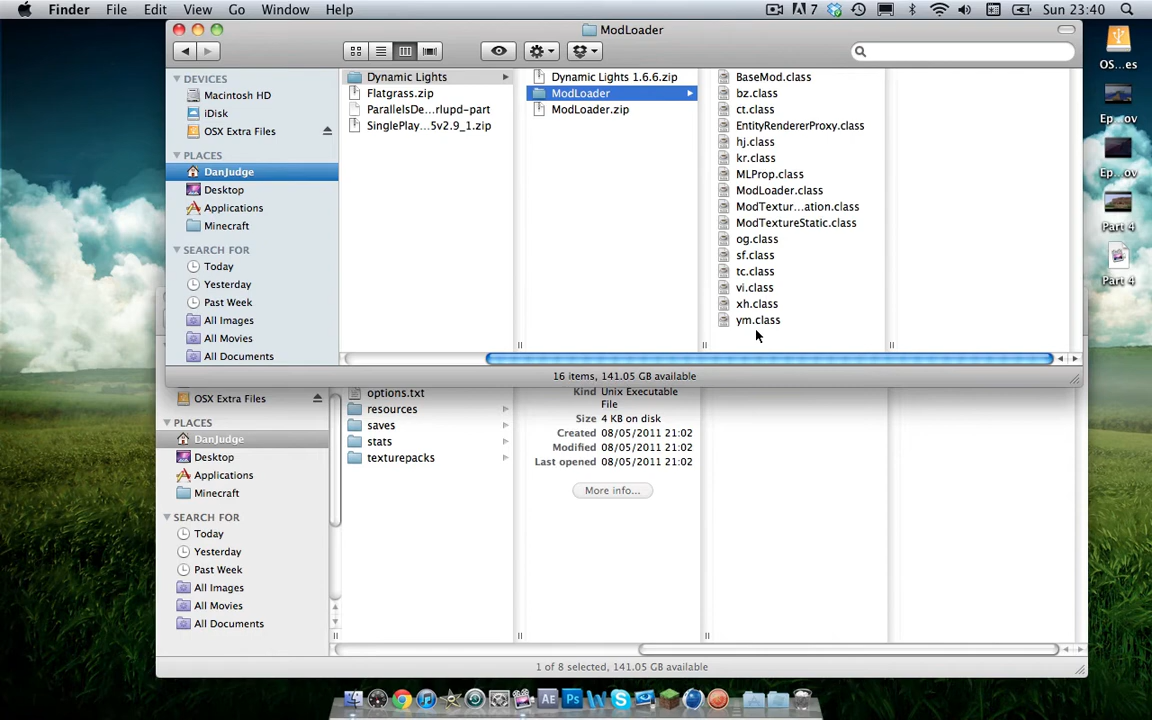 Finder File Edit View Go Window Help
7 Sun 23:40
ModLoader
DEVICES
Macintosh HD
iDisk
OSX Extra Files
PLACES
DanJudge
Desktop
Applications
Minecraft
SEARCH FOR
Today
Yesterday
Past Week
All Images
All Movies
All Documents
Dynamic Lights
Flatgrass.zip
ParallelsDe...rlupd-part
SinglePlay...5v2.9_1.zip
Dynamic Lights 1.6.6.zip
ModLoader
ModLoader.zip
BaseMod.class
bz.class
ct.class
EntityRendererProxy.class
hj.class
kr.class
MLProp.class
ModLoader.class
ModTextur...ation.class
ModTextureStatic.class
og.class
sf.class
tc.class
vi.class
xh.class
ym.class
16 items, 141.05 GB available
OSX Extra Files
PLACES
DanJudge
Desktop
Applications
Minecraft
SEARCH FOR
Today
Yesterday
Past Week
All Images
All Movies
All Documents
options.txt
resources
saves
stats
texturepacks
Kind Unix Executable
File
Size 4 KB on disk
Created 08/05/2011 21:02
Modified 08/05/2011 21:02
Last opened 08/05/2011 21:02
More info...
1 of 8 selected, 141.05 GB available
OS...es
Ep...ov
Ep...ov
Part 4
Part 4
AE
Ps